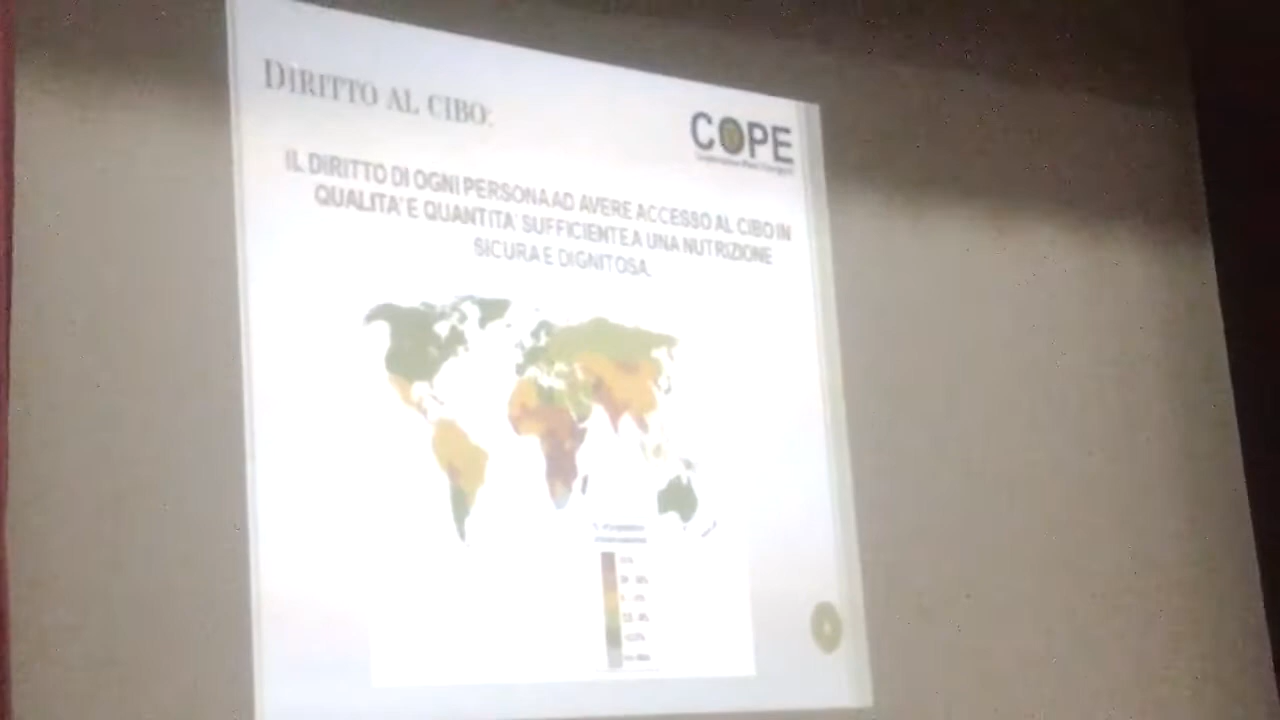 DIRITTO AL CIBO:
COPE
IL DIRITTO DI OGNI PERSONA AD AVERE ACCESSO AL CIBO IN
QUALITA' E QUANTITA' SUFFICIENTE A UNA NUTRIZIONE
SICURA E DIGNITOSA.